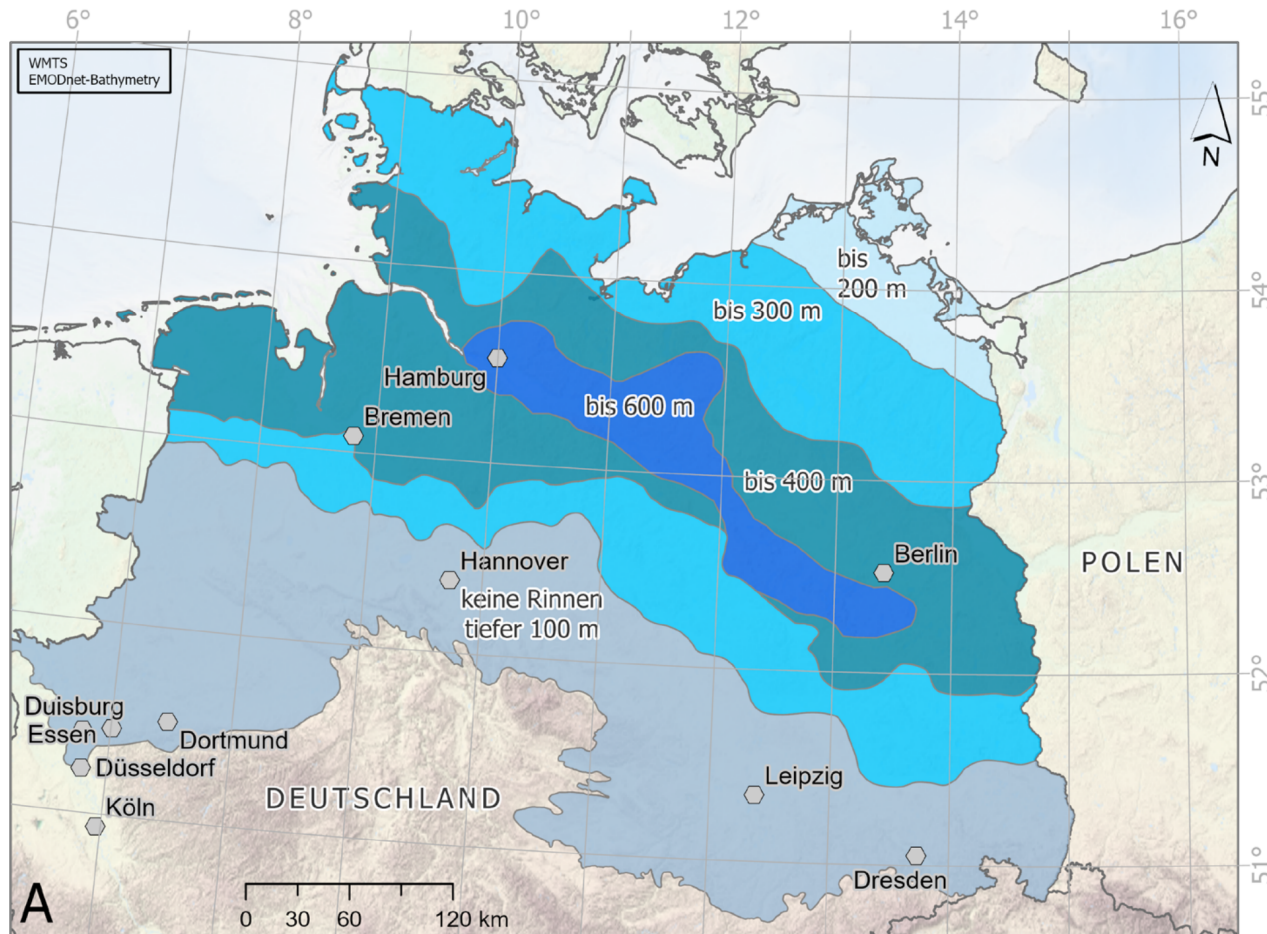 6°
8°
10°
12°
14°
16°
WMTS
EMODnet-Bathymetry
55°
N
bis
200 m
54°
bis 300 m
Hamburg
bis 600 m
Bremen
bis 400 m
53°
Berlin
POLEN
Hannover
keine Rinnen
tiefer 100 m
52°
Duisburg
Essen
Dortmund
Düsseldorf
Leipzig
DEUTSCHLAND
Köln
51°
Dresden
A
0 30 60 120 km